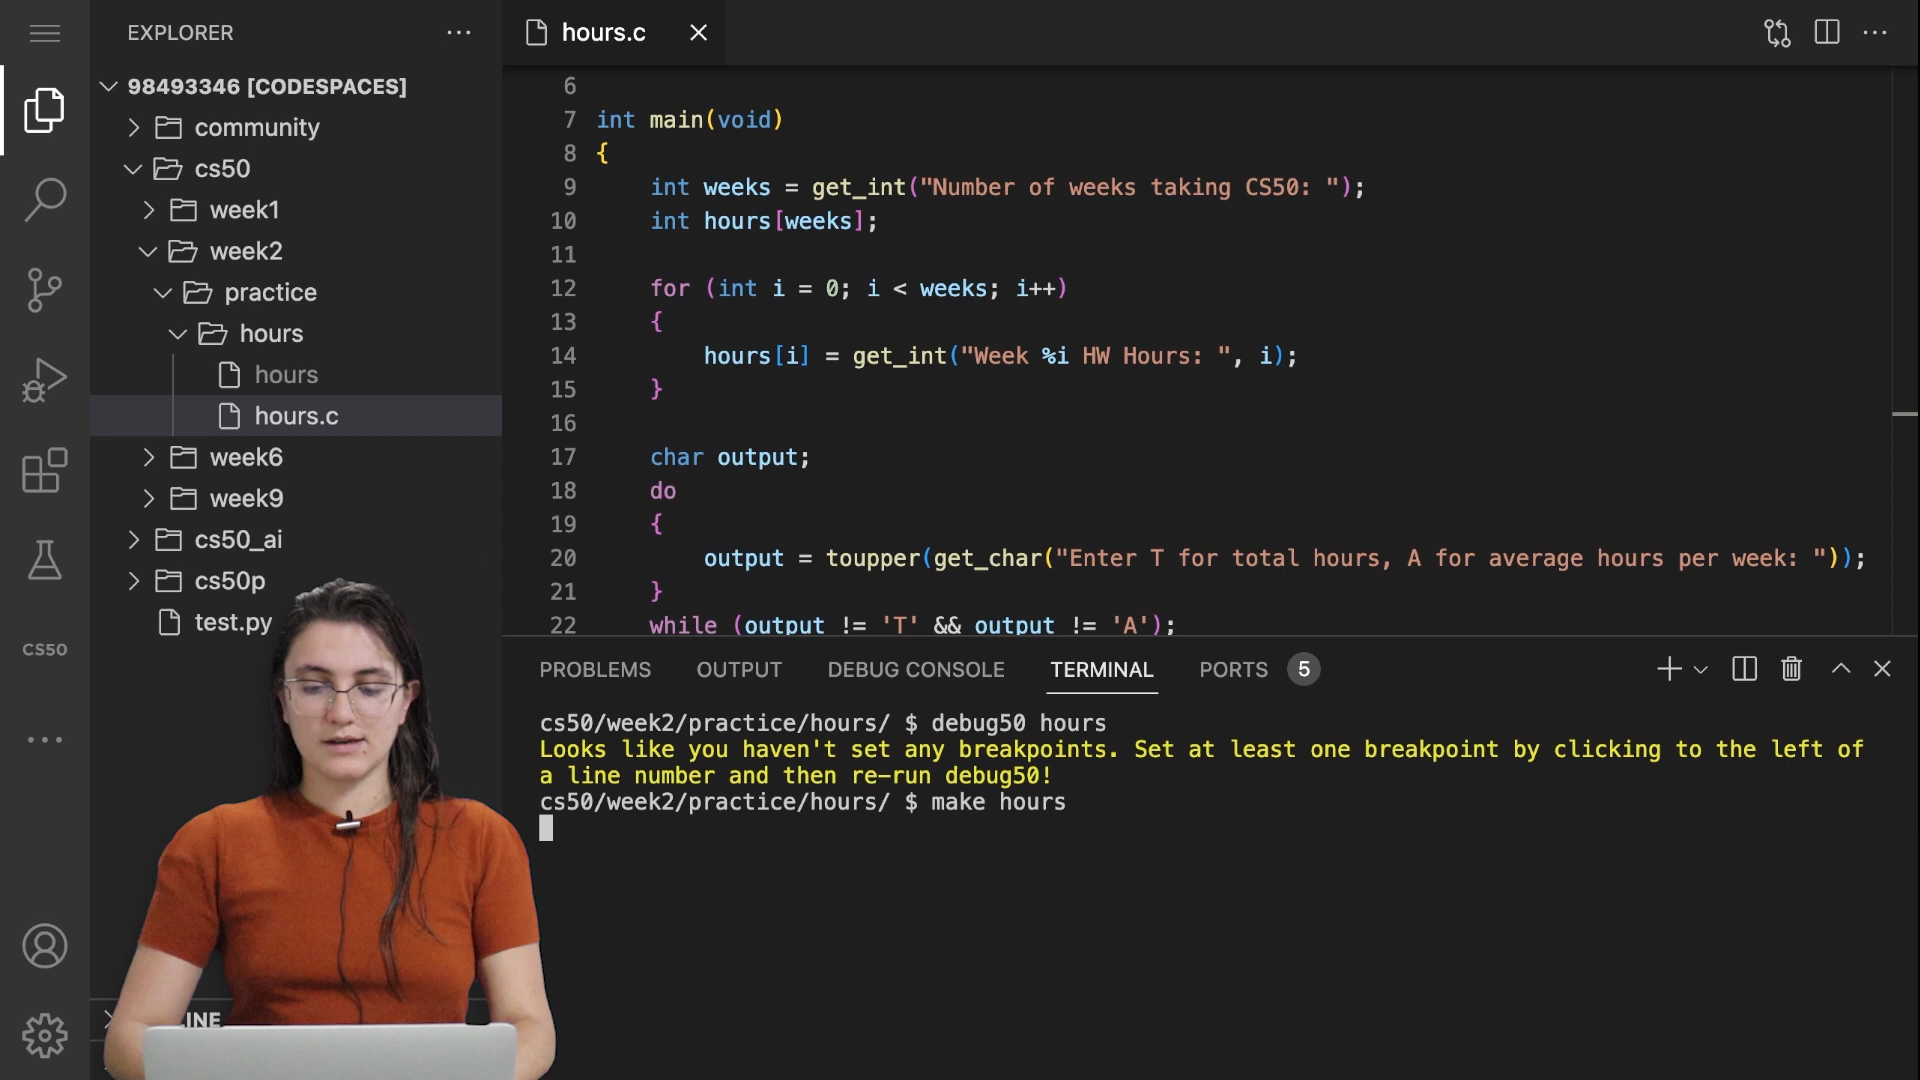 EXPLORER
98493346 [CODESPACES]
community
cs50
week1
week2
practice
hours
hours
hours.c
week6
week9
cs50_ai
cs50p
test.py
CS50
INE
hours.c
6
7 int main(void)
8 {
9 int weeks = get_int("Number of weeks taking CS50: ");
10 int hours[weeks];
11
12 for (int i = 0; i < weeks; i++)
13 {
14 hours[i] = get_int("Week %i HW Hours: ", i);
15 }
16
17 char output;
18 do
19 {
20 output = toupper(get_char("Enter T for total hours, A for average hours per week: "));
21 }
22 while (output != 'T' && output != 'A');
PROBLEMS OUTPUT DEBUG CONSOLE TERMINAL PORTS 5
cs50/week2/practice/hours/ $ debug50 hours
Looks like you haven't set any breakpoints. Set at least one breakpoint by clicking to the left of
a line number and then re-run debug50!
cs50/week2/practice/hours/ $ make hours